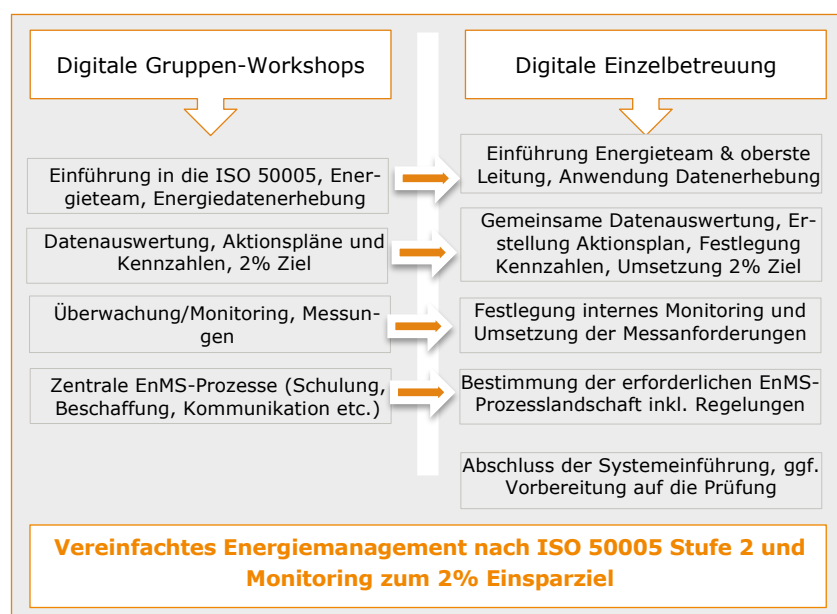 Digitale Gruppen-Workshops
Digitale Einzelbetreuung
Einführung in die ISO 50005, Ener-
gieteam, Energiedatenerhebung
Einführung Energieteam & oberste
Leitung, Anwendung Datenerhebung
Datenauswertung, Aktionspläne und
Kennzahlen, 2% Ziel
Gemeinsame Datenauswertung, Er-
stellung Aktionsplan, Festlegung
Kennzahlen, Umsetzung 2% Ziel
Überwachung/Monitoring, Messun-
gen
Festlegung internes Monitoring und
Umsetzung der Messanforderungen
Zentrale EnMS-Prozesse (Schulung,
Beschaffung, Kommunikation etc.)
Bestimmung der erforderlichen EnMS-
Prozesslandschaft inkl. Regelungen
Abschluss der Systemeinführung, ggf.
Vorbereitung auf die Prüfung
Vereinfachtes Energiemanagement nach ISO 50005 Stufe 2 und
Monitoring zum 2% Einsparziel